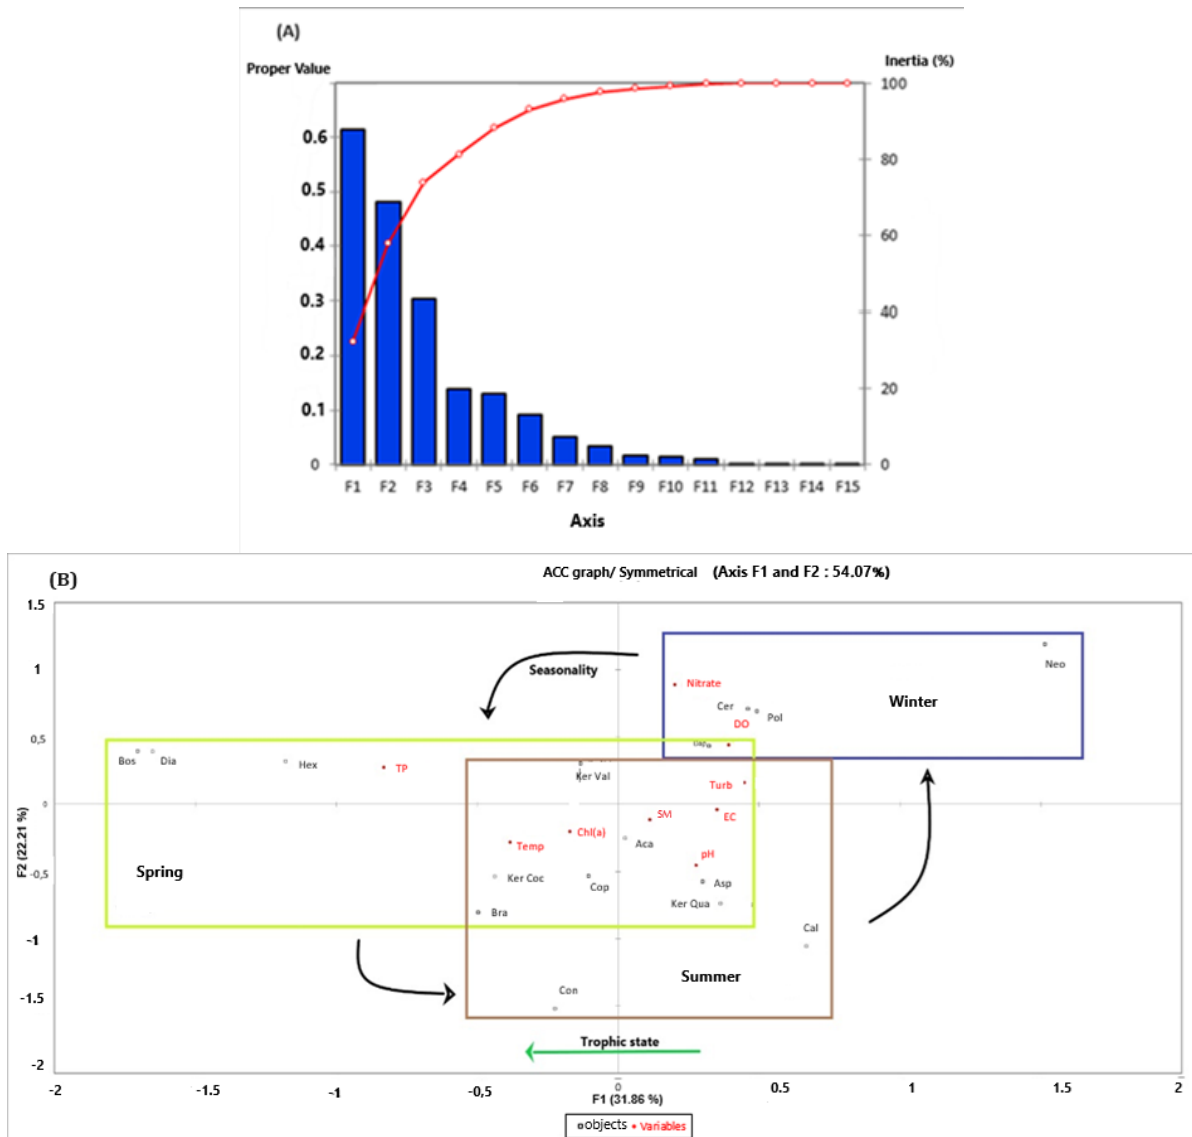 (A)
Proper Value
Inertia (%)
0.6
0.5
0.4
0.3
0.2
0.1
0
100
80
60
40
20
0
F1 F2 F3 F4 F5 F6 F7 F8 F9 F10 F11 F12 F13 F14 F15
Axis
(B)
ACC graph/ Symmetrical (Axis F1 and F2 : 54.07%)
1.5
1
0,5
0
-0,5
-1
-1.5
-2
F2 (22.21 %)
Seasonality
Neo
Nitrate
Winter
Cer
Pol
DO
Bos
Dia
Hex
TP
Ker Val
Turb
SM
EC
Chl(a)
Temp
Aca
pH
Spring
Ker Coc
Cop
Asp
Ker Qua
Bra
Cal
Summer
Con
Trophic state
-2 -1.5 -1 -0,5 0 0.5 1 1.5 2
F1 (31.86 %)
objects Variables